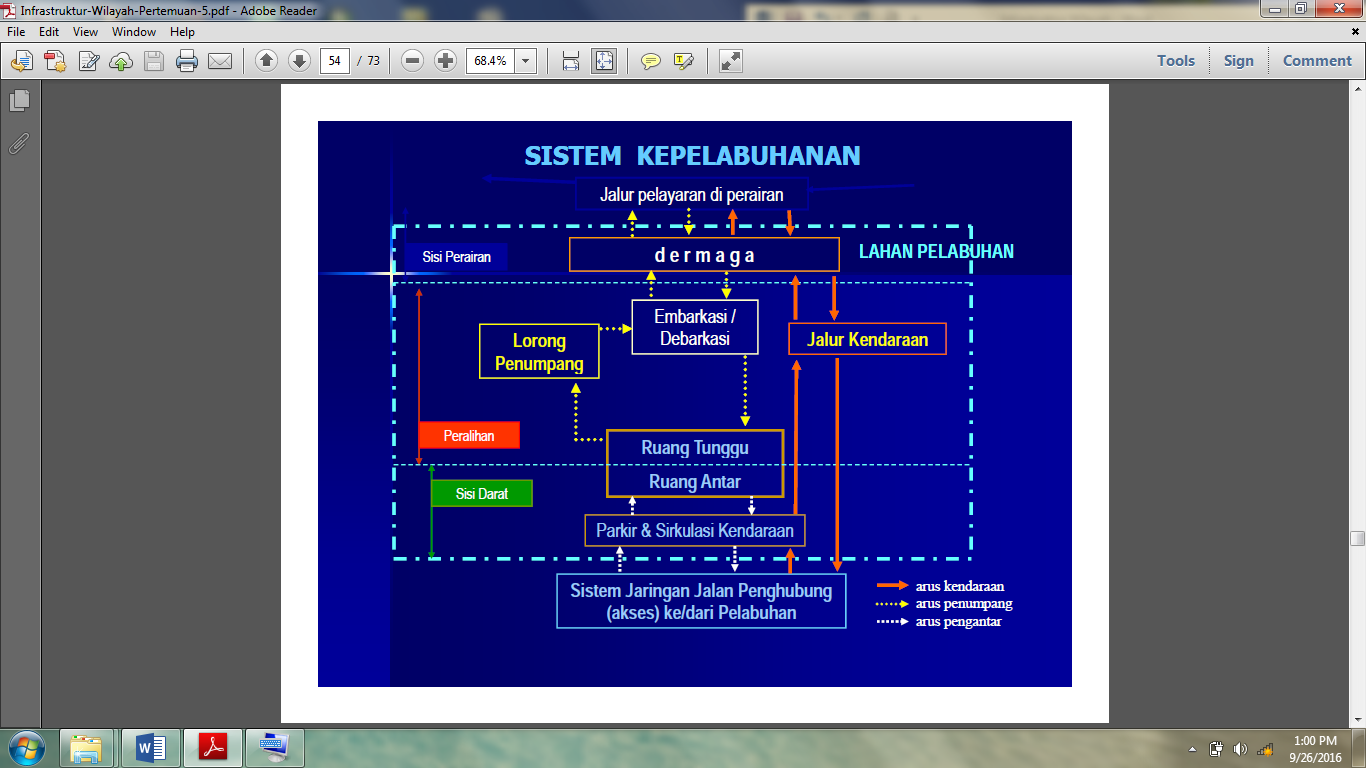 Infrastruktur-Wilayah-Pertemuan-5.pdf - Adobe Reader
File Edit View Window Help
54 / 73 68.4% Tools Sign Comment
SISTEM KEPELABUHANAN
Jalur pelayaran di perairan
Sisi Perairan
d e r m a g a
LAHAN PELABUHAN
Embarkasi /
Debarkasi
Lorong
Penumpang
Jalur Kendaraan
Peralihan
Ruang Tunggu
Ruang Antar
Sisi Darat
Parkir & Sirkulasi Kendaraan
Sistem Jaringan Jalan Penghubung
(akses) ke/dari Pelabuhan
arus kendaraan
arus penumpang
arus pengantar
1:00 PM
9/26/2016